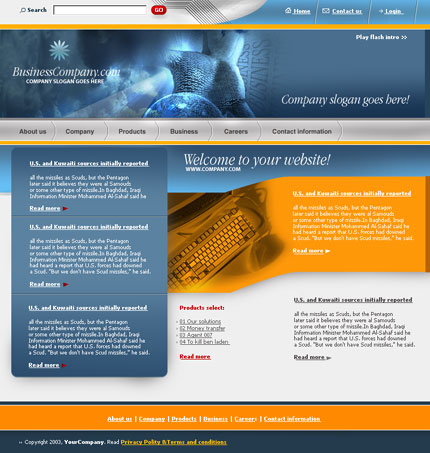 Search
GO
Home
Contact us
Login
Play flash intro >>
BusinessCompany.com
COMPANY SLOGAN GOES HERE
Company slogan goes here!
About us
Company
Products
Business
Careers
Contact information
Welcome to your website!
WWW.COMPANY.COM
U.S. and Kuwaiti sources initially reported
all the missiles as Scuds, but the Pentagon
later said it believes they were al Samouds
or some other type of missile.In Baghdad, Iraqi
Information Minister Mohammed Al-Sahaf said he
Read more
U.S. and Kuwaiti sources initially reported
all the missiles as Scuds, but the Pentagon
later said it believes they were al Samouds
or some other type of missile.In Baghdad, Iraqi
Information Minister Mohammed Al-Sahaf said he
had heard a report that U.S. forces had downed
a Scud. "But we don't have Scud missiles," he said.
Read more
U.S. and Kuwaiti sources initially reported
all the missiles as Scuds, but the Pentagon
later said it believes they were al Samouds
or some other type of missile.In Baghdad, Iraqi
Information Minister Mohammed Al-Sahaf said he
had heard a report that U.S. forces had downed
a Scud. "But we don't have Scud missiles," he said.
Read more
U.S. and Kuwaiti sources initially reported
all the missiles as Scuds, but the Pentagon
later said it believes they were al Samouds
or some other type of missile.In Baghdad, Iraqi
Information Minister Mohammed Al-Sahaf said he
had heard a report that U.S. forces had downed
a Scud. "But we don't have Scud missiles," he said.
Read more
Products select:
- 01 Our solutions
- 02 Money transfer
- 03 Agent 007
- 04 To kill ben laden
Read more
U.S. and Kuwaiti sources initially reported
all the missiles as Scuds, but the Pentagon
later said it believes they were al Samouds
or some other type of missile.In Baghdad, Iraqi
Information Minister Mohammed Al-Sahaf said he
had heard a report that U.S. forces had downed
a Scud. "But we don't have Scud missiles," he said.
Read more
About us | Company | Products | Business | Careers | Contact information
›› Copyright 2003, YourCompany. Read Privacy Polity &Terms and conditions